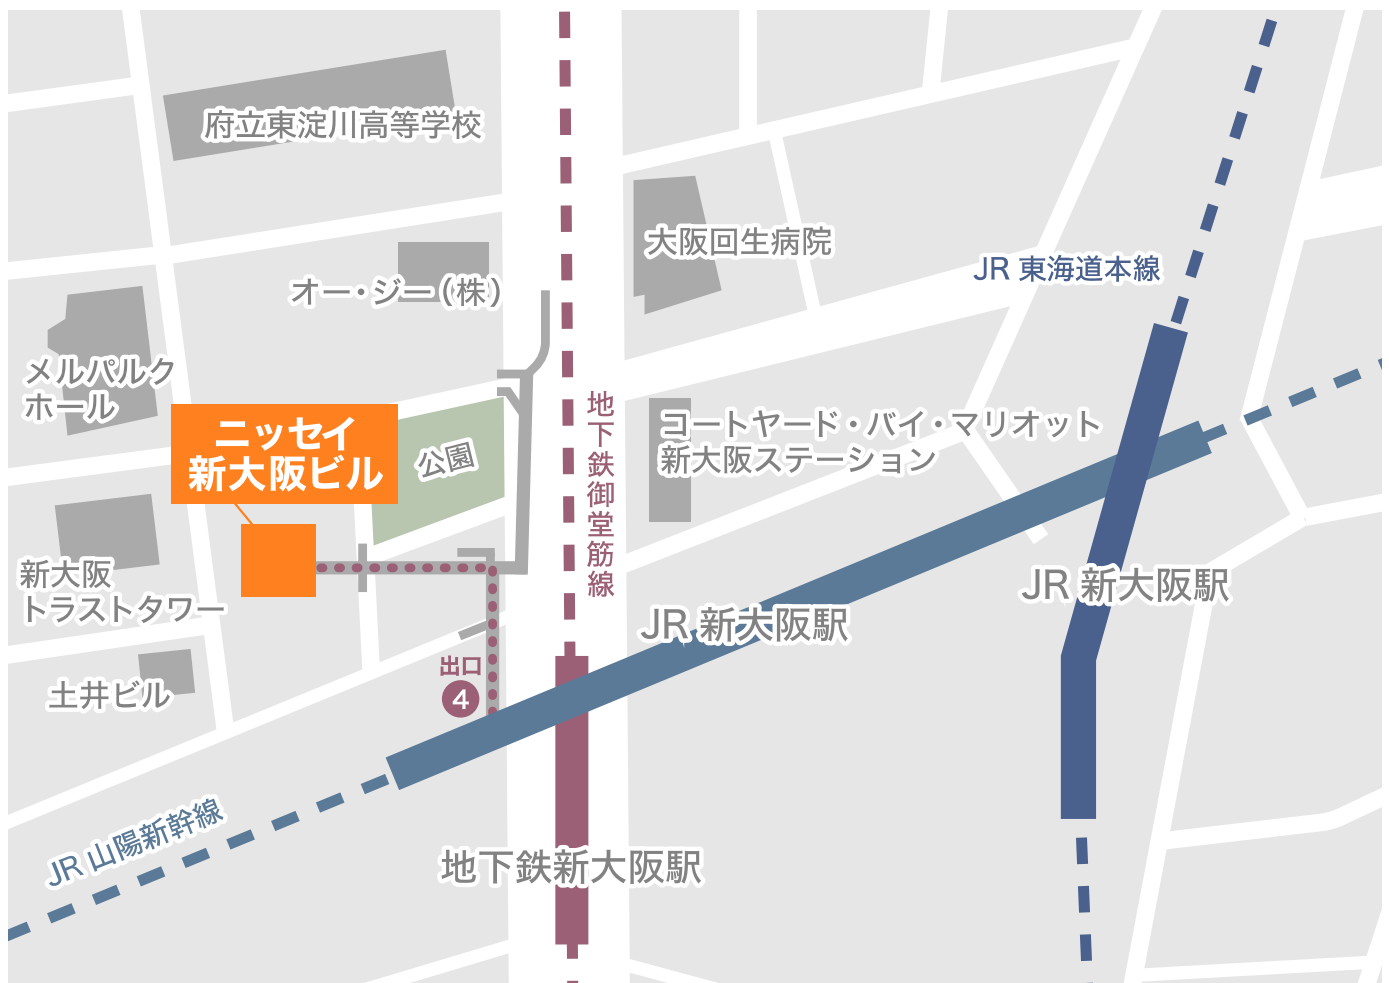 府立東淀川高等学校
大阪回生病院
JR 東海道本線
オー・ジー（株）
メルパルク
ホール
ニッセイ
新大阪ビル
公園
地下鉄御堂筋線
コートヤード・バイ・マリオット
新大阪ステーション
新大阪
トラストタワー
JR 新大阪駅
JR 新大阪駅
出口
4
土井ビル
JR 山陽新幹線
地下鉄新大阪駅